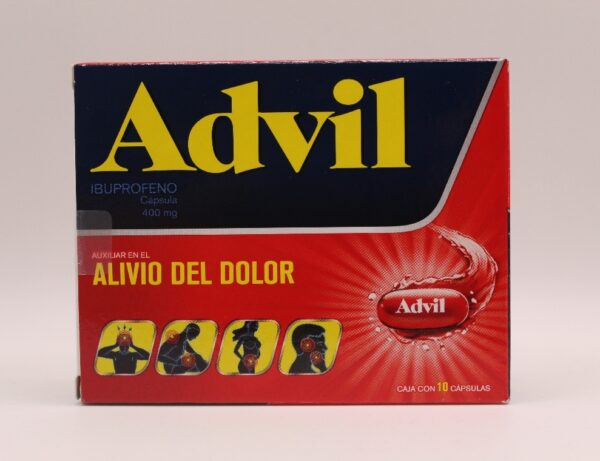 Advil
IBUPROFENO
Cápsula
400 mg
AUXILIAR EN EL
ALIVIO DEL DOLOR
Advil
CAJA CON 10 CÁPSULAS